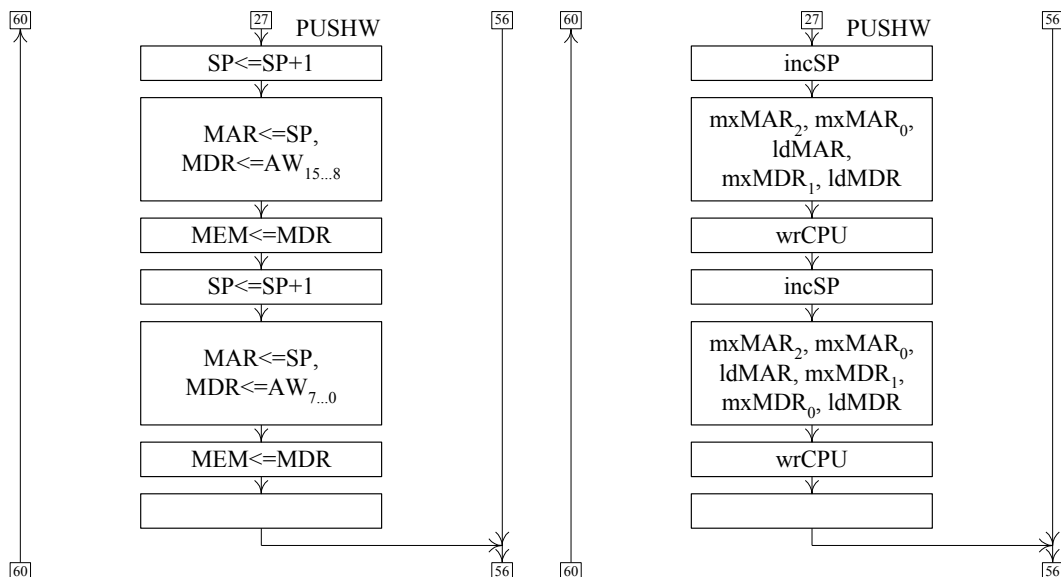 60
27
PUSHW
56
SP<=SP+1
MAR<=SP,
MDR<=AW15...8
MEM<=MDR
SP<=SP+1
MAR<=SP,
MDR<=AW7...0
MEM<=MDR
60
56
60
27
PUSHW
56
incSP
mxMAR2, mxMAR0,
ldMAR,
mxMDR1, ldMDR
wrCPU
incSP
mxMAR2, mxMAR0,
ldMAR, mxMDR1,
mxMDR0, ldMDR
wrCPU
60
56